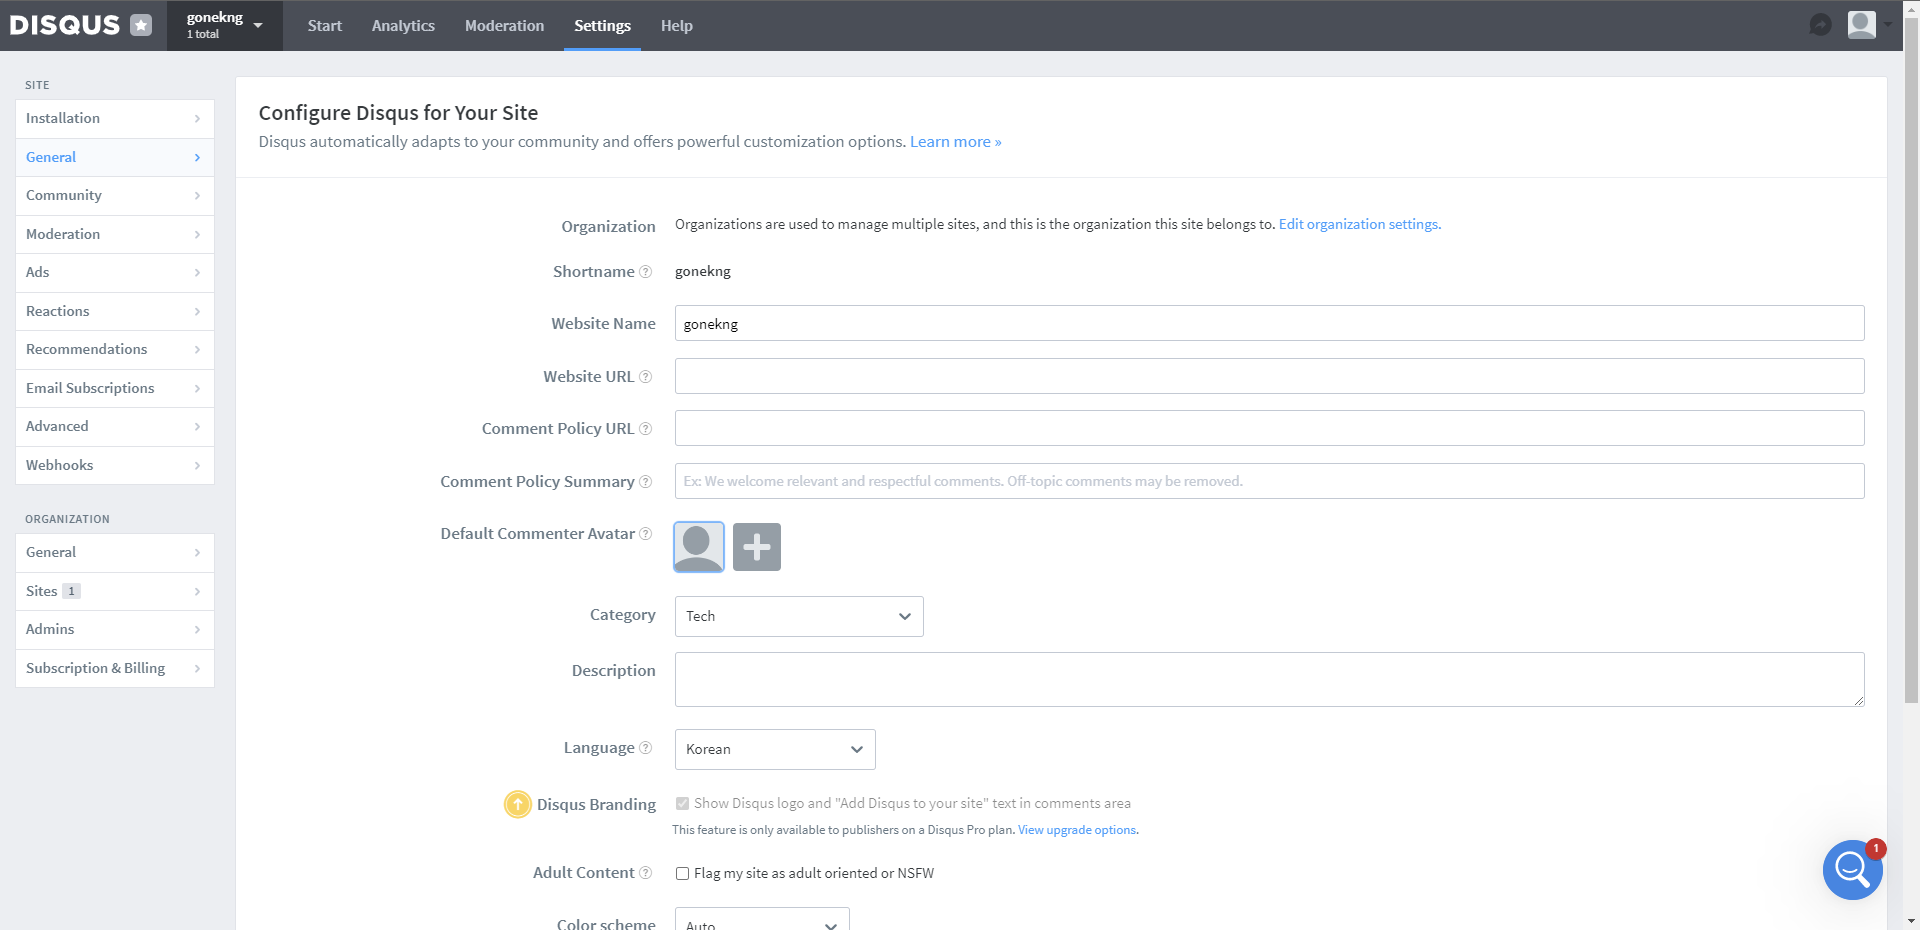 DISQUS
gonekng
1 total
Start
Analytics
Moderation
Settings
Help
SITE
Installation
General
Community
Moderation
Ads
Reactions
Recommendations
Email Subscriptions
Advanced
Webhooks
ORGANIZATION
General
Sites 1
Admins
Subscription & Billing
Configure Disqus for Your Site
Disqus automatically adapts to your community and offers powerful customization options. Learn more »
Organization Organizations are used to manage multiple sites, and this is the organization this site belongs to. Edit organization settings.
Shortname ? gonekng
Website Name gonekng
Website URL ?
Comment Policy URL ?
Comment Policy Summary ? Ex: We welcome relevant and respectful comments. Off-topic comments may be removed.
Default Commenter Avatar ?
Category Tech
Description
Language ? Korean
Disqus Branding Show Disqus logo and "Add Disqus to your site" text in comments area
This feature is only available to publishers on a Disqus Pro plan. View upgrade options.
Adult Content ? Flag my site as adult oriented or NSFW
Color scheme Auto
1